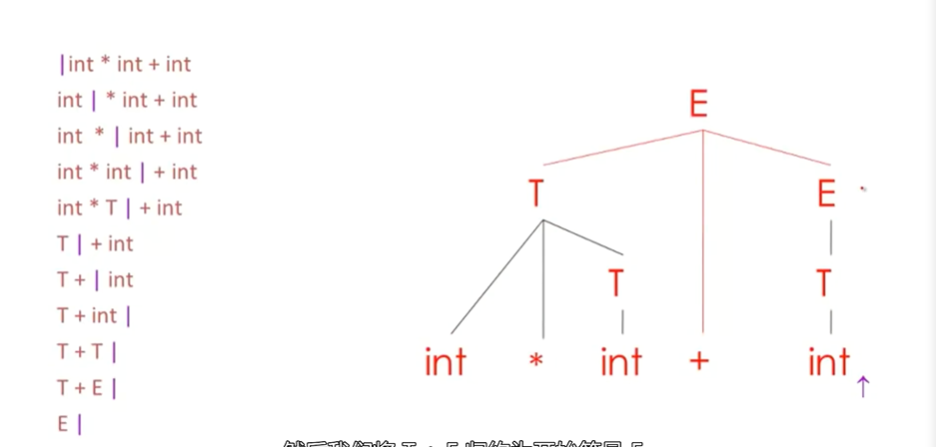 |int * int + int
int | * int + int
int * | int + int
int * int | + int
int * T | + int
T | + int
T + | int
T + int |
T + T |
T + E |
E |
E
T E
T T
int * int + int